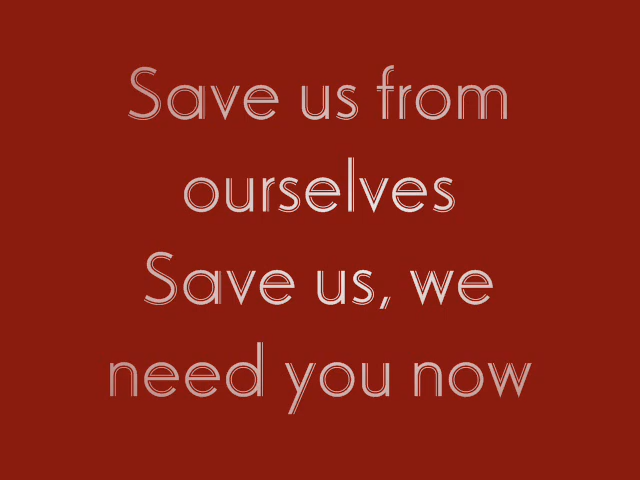 Save us from
ourselves
Save us, we
need you now